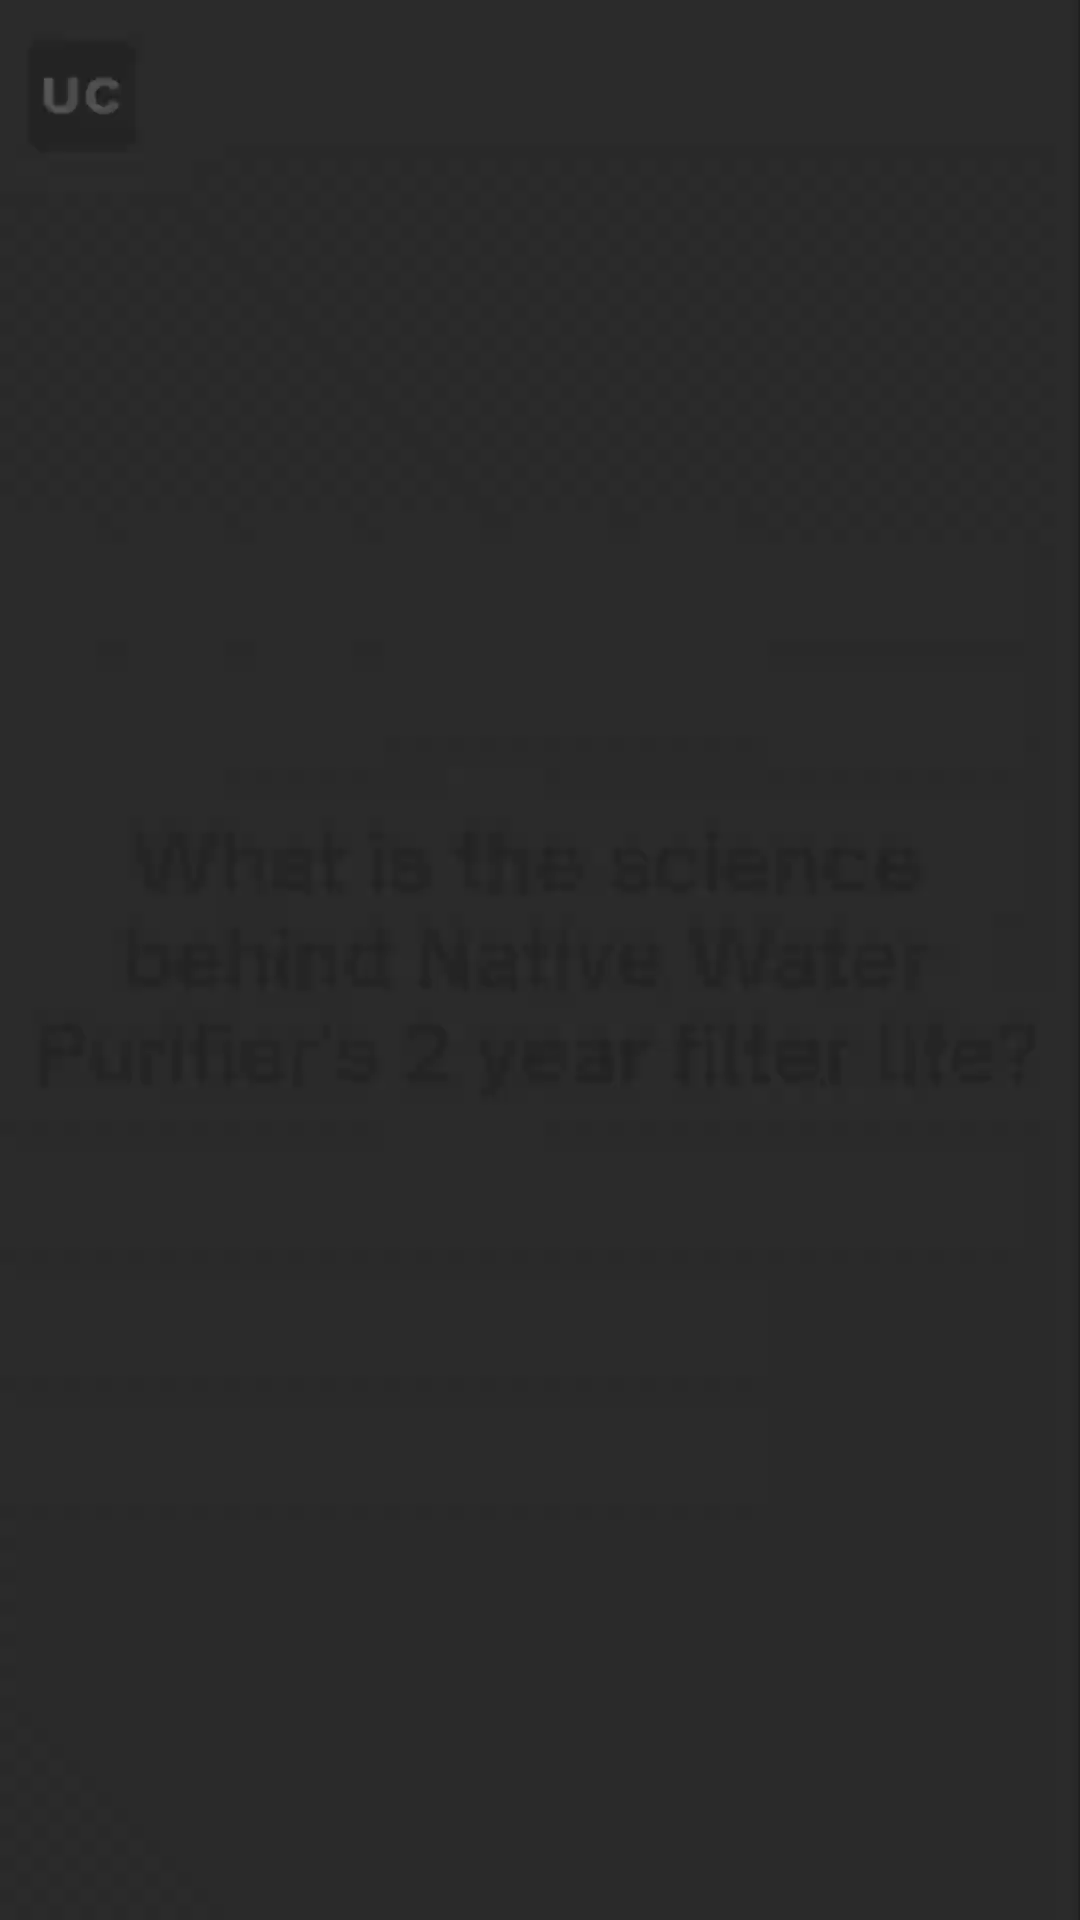 UC
What is the science
behind Native Water
Purifier's 2 year filter life?